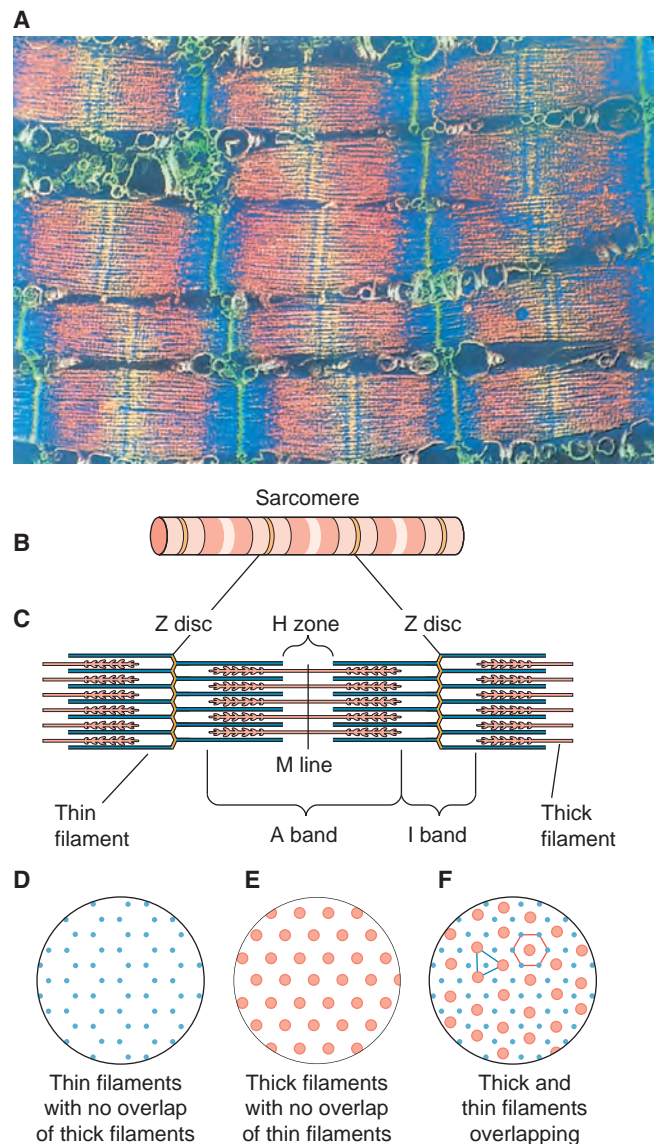 A
Sarcomere
B
C
Z disc
H zone
Z disc
M line
Thin
filament
A band
I band
Thick
filament
D
E
F
Thin filaments
with no overlap
of thick filaments
Thick filaments
with no overlap
of thin filaments
Thick and
thin filaments
overlapping